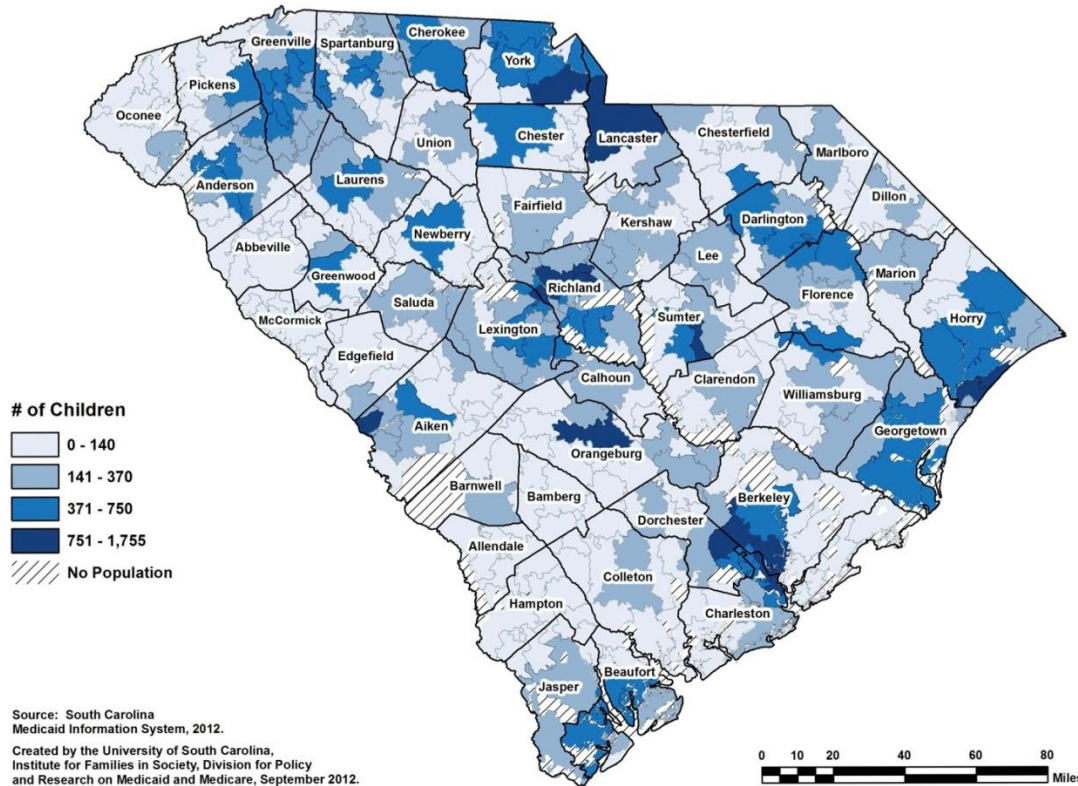 Cherokee
Greenville
Spartanburg
York
Pickens
Oconee
Union
Chester
Lancaster
Chesterfield
Marlboro
Anderson
Laurens
Dillon
Fairfield
Kershaw
Darlington
Newberry
Abbeville
Lee
Marion
Greenwood
Richland
Florence
Saluda
Horry
McCormick
Lexington
Sumter
Edgefield
Calhoun
Clarendon
Williamsburg
Aiken
Georgetown
Orangeburg
Barnwell
Bamberg
Berkeley
Dorchester
Allendale
Colleton
Hampton
Charleston
Beaufort
Jasper
# of Children
0 - 140
141 - 370
371 - 750
751 - 1,755
No Population
Source: South Carolina
Medicaid Information System, 2012.
Created by the University of South Carolina,
Institute for Families in Society, Division for Policy
and Research on Medicaid and Medicare, September 2012.
0 10 20 40 60 80
Miles